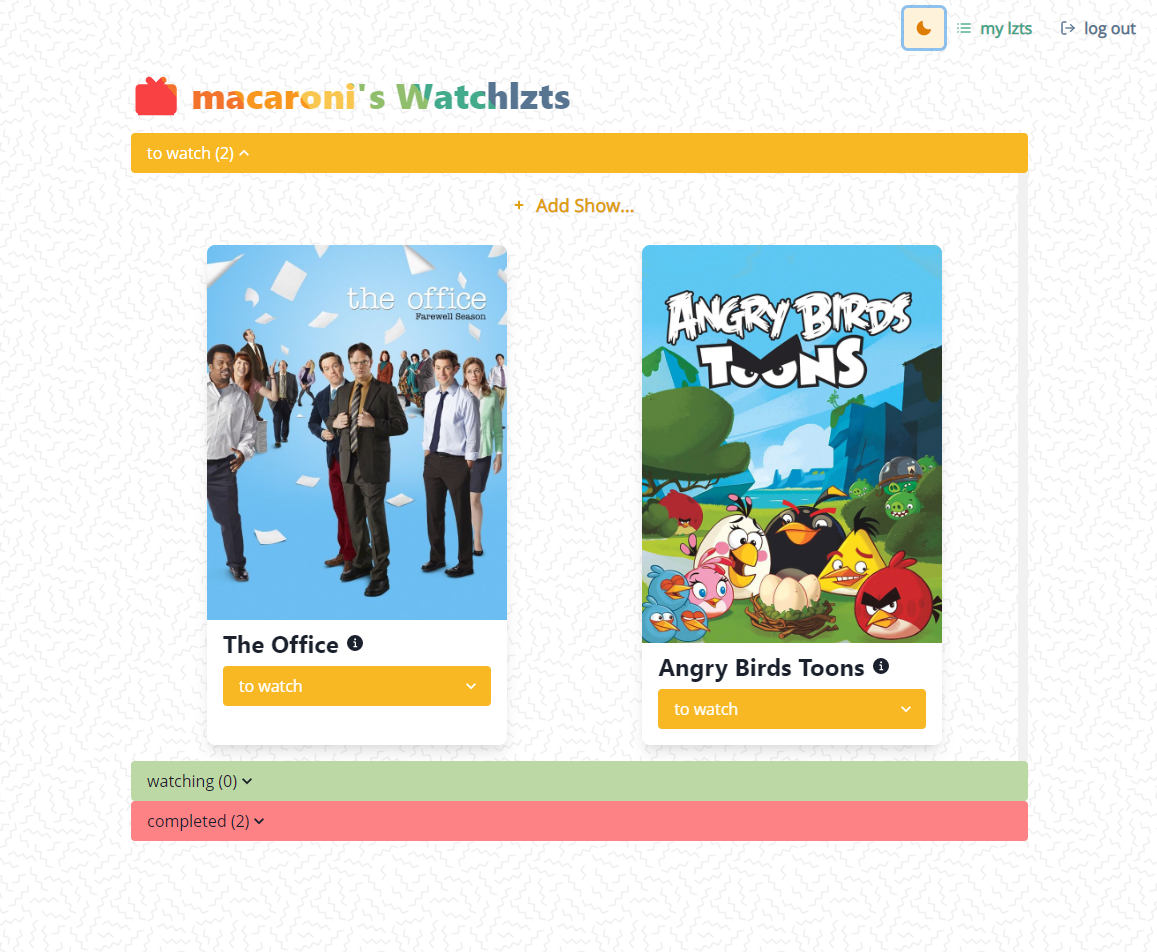 my lzts
log out
macaroni's Watchlzts
to watch (2)
+ Add Show...
the office
Farewell Season
ANGRY BIRDS
TOONS
The Office
to watch
Angry Birds Toons
to watch
watching (0)
completed (2)